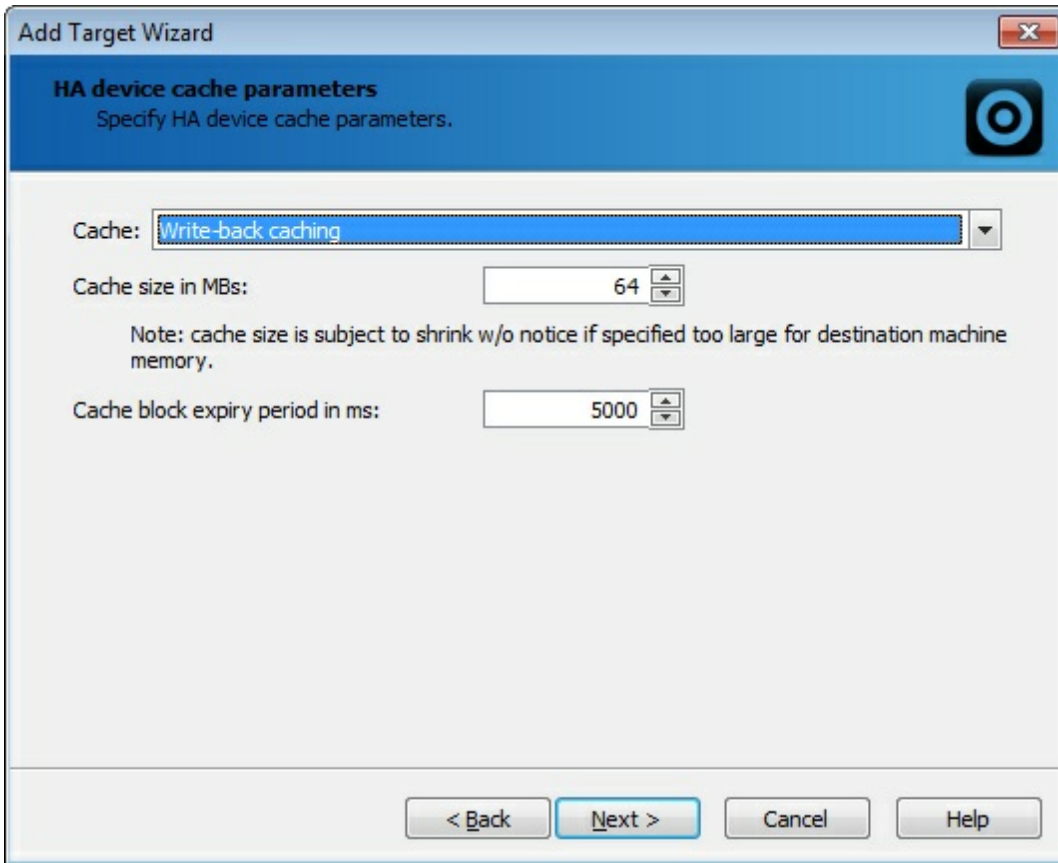 Add Target Wizard
HA device cache parameters
Specify HA device cache parameters.
Cache: Write-back caching
Cache size in MBs: 64
Note: cache size is subject to shrink w/o notice if specified too large for destination machine
memory.
Cache block expiry period in ms: 5000
< Back Next > Cancel Help